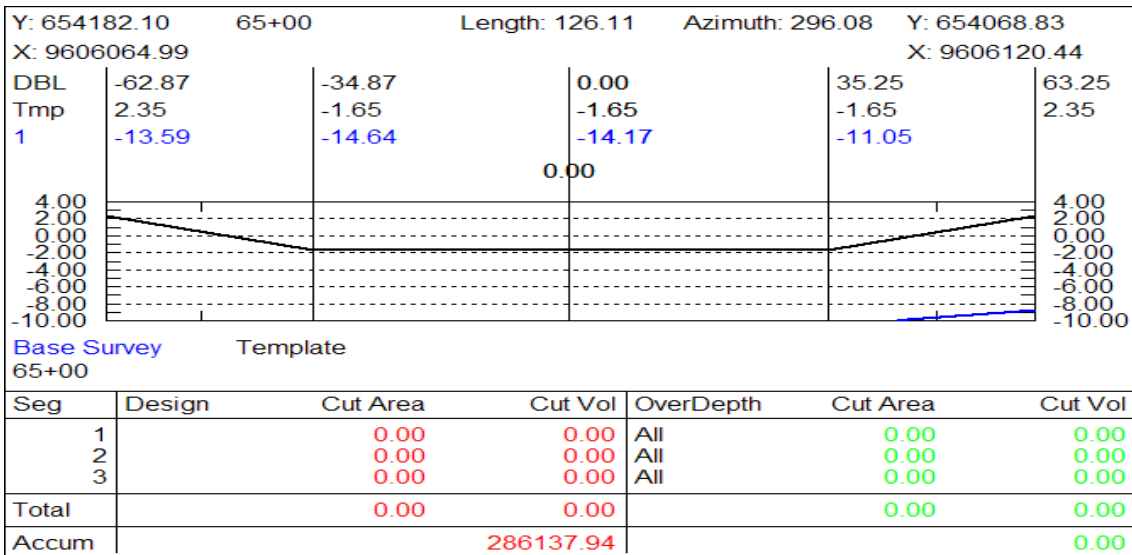 Y: 654182.10 65+00 Length: 126.11 Azimuth: 296.08 Y: 654068.83
X: 9606064.99 X: 9606120.44
DBL -62.87 -34.87 0.00 35.25 63.25
Tmp 2.35 -1.65 -1.65 -1.65 2.35
1 -13.59 -14.64 -14.17 -11.05
0.00
4.00 4.00
2.00 2.00
0.00 0.00
-2.00 -2.00
-4.00 -4.00
-6.00 -6.00
-8.00 -8.00
-10.00 -10.00
Base Survey Template
65+00
Seg Design Cut Area Cut Vol OverDepth Cut Area Cut Vol
1 0.00 0.00 All 0.00 0.00
2 0.00 0.00 All 0.00 0.00
3 0.00 0.00 All 0.00 0.00
Total 0.00 0.00 0.00 0.00
Accum 286137.94 0.00